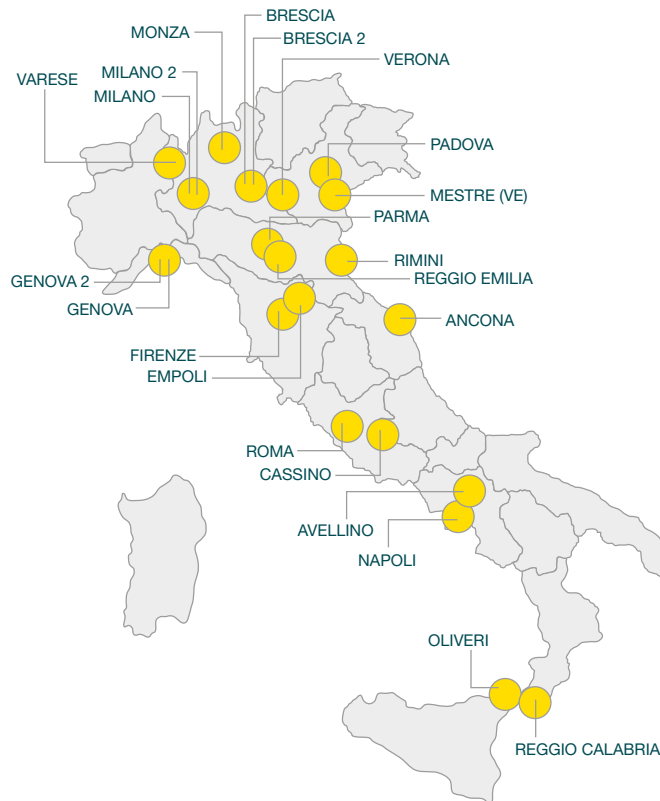 BRESCIA
MONZA
BRESCIA 2
VERONA
MILANO 2
VARESE
MILANO
PADOVA
MESTRE (VE)
PARMA
RIMINI
REGGIO EMILIA
GENOVA 2
GENOVA
ANCONA
FIRENZE
EMPOLI
ROMA
CASSINO
AVELLINO
NAPOLI
OLIVERI
REGGIO CALABRIA